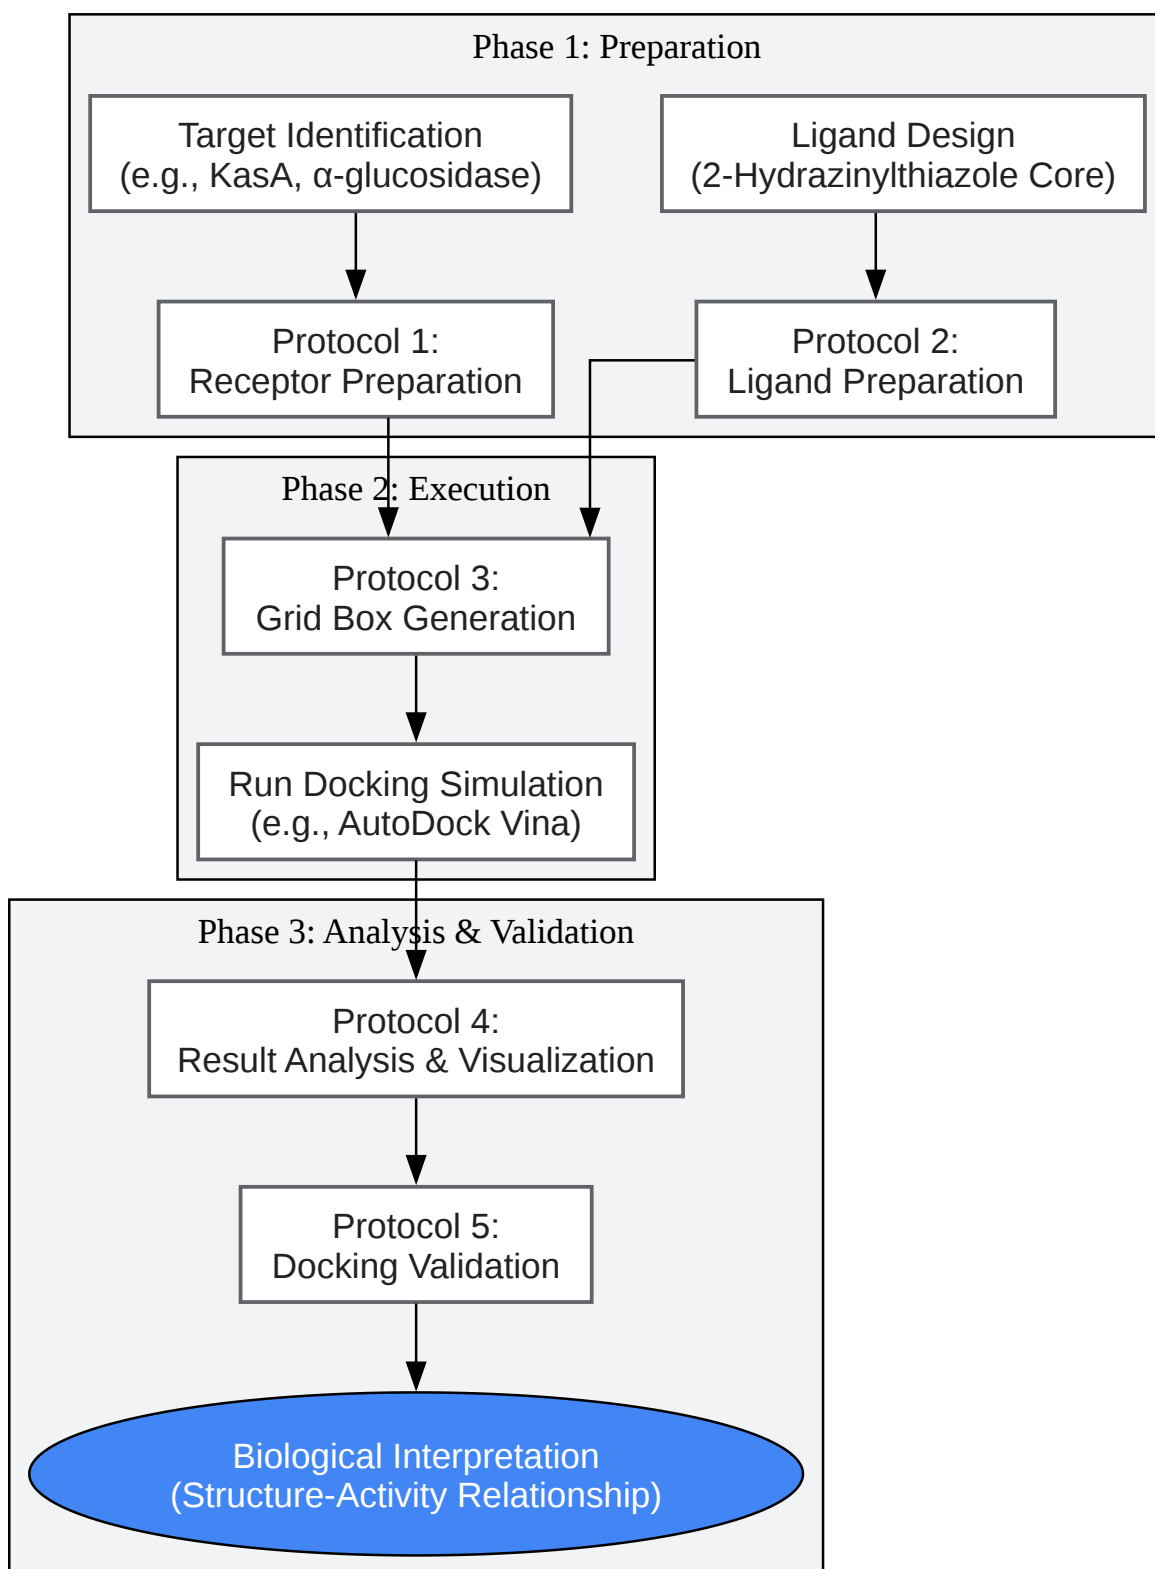 Phase 1: Preparation
Target Identification
(e.g., KasA, α-glucosidase)
Ligand Design
(2-Hydrazinylthiazole Core)
Protocol 1:
Receptor Preparation
Protocol 2:
Ligand Preparation
Phase 2: Execution
Protocol 3:
Grid Box Generation
Run Docking Simulation
(e.g., AutoDock Vina)
Phase 3: Analysis & Validation
Protocol 4:
Result Analysis & Visualization
Protocol 5:
Docking Validation
Biological Interpretation
(Structure-Activity Relationship)